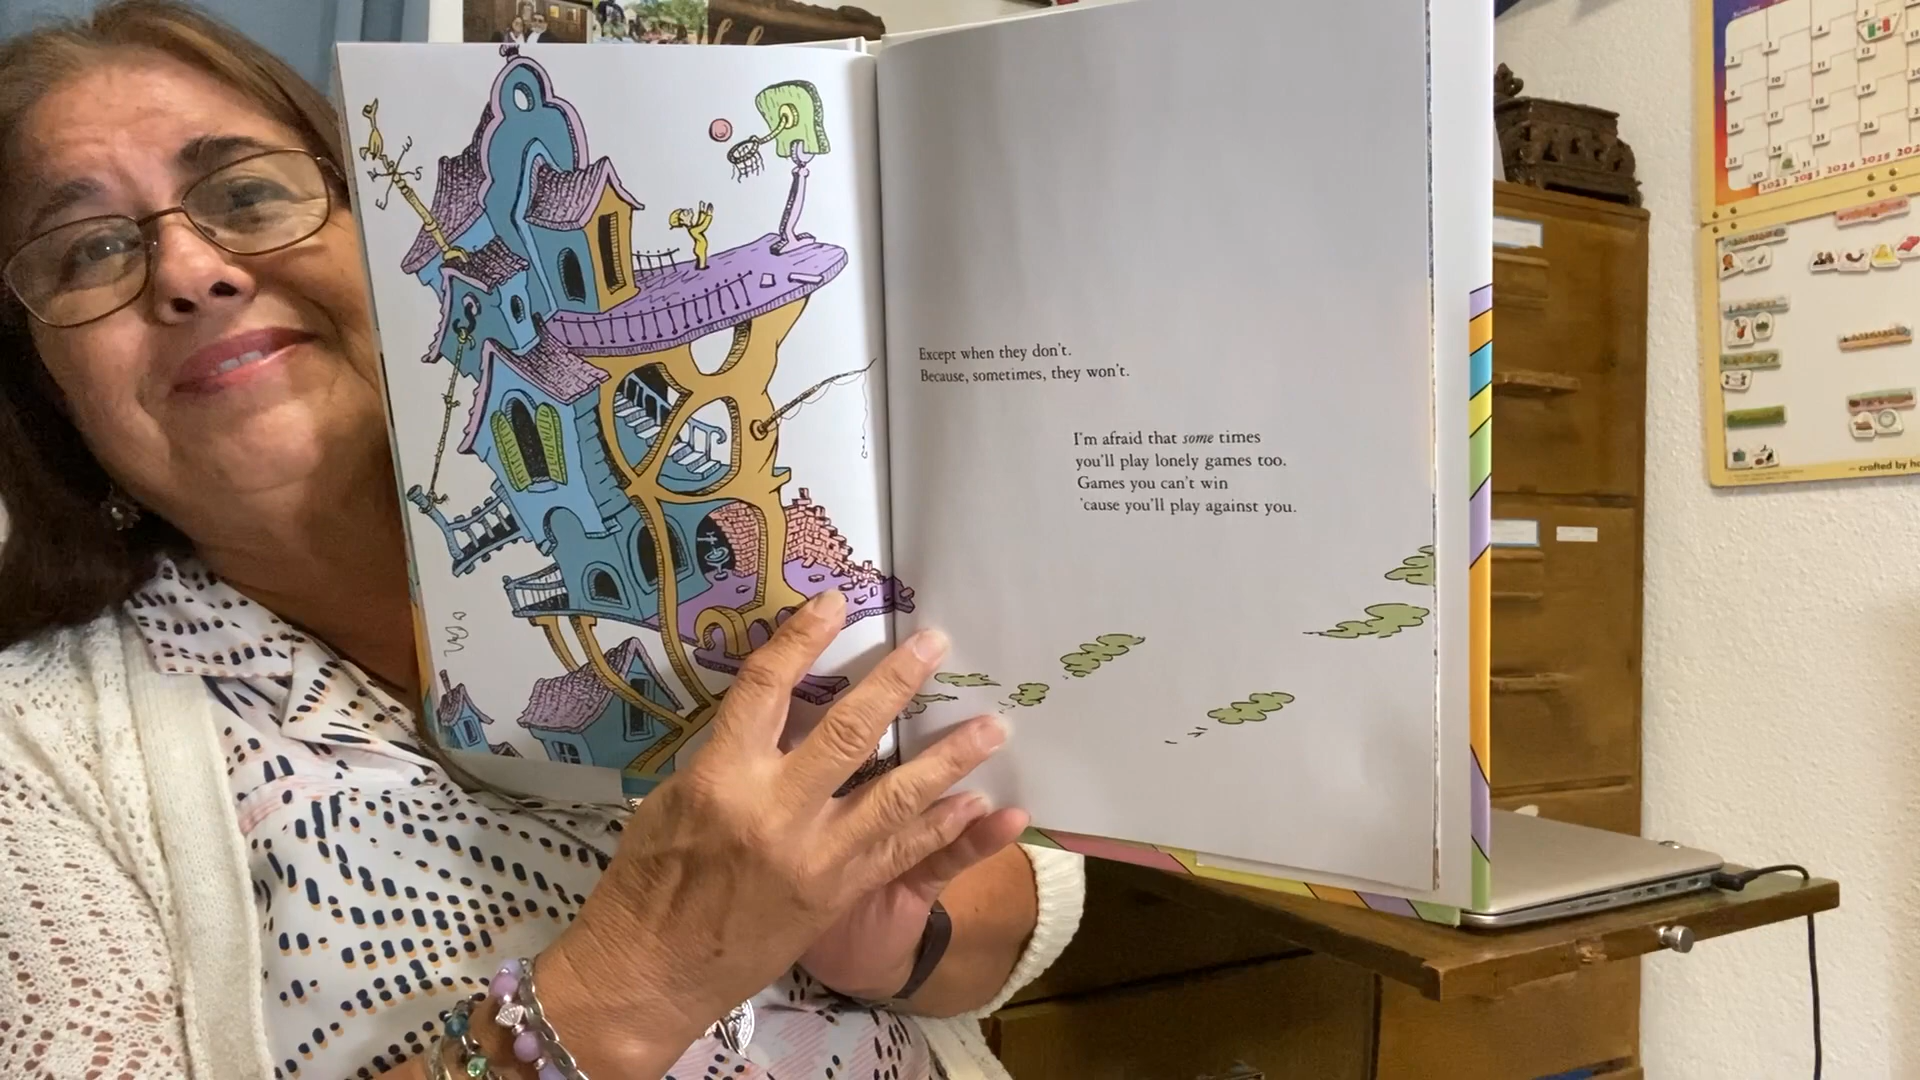 Except when they don't.
Because, sometimes, they won't.
I'm afraid that some times
you'll play lonely games too.
Games you can't win
'cause you'll play against you.